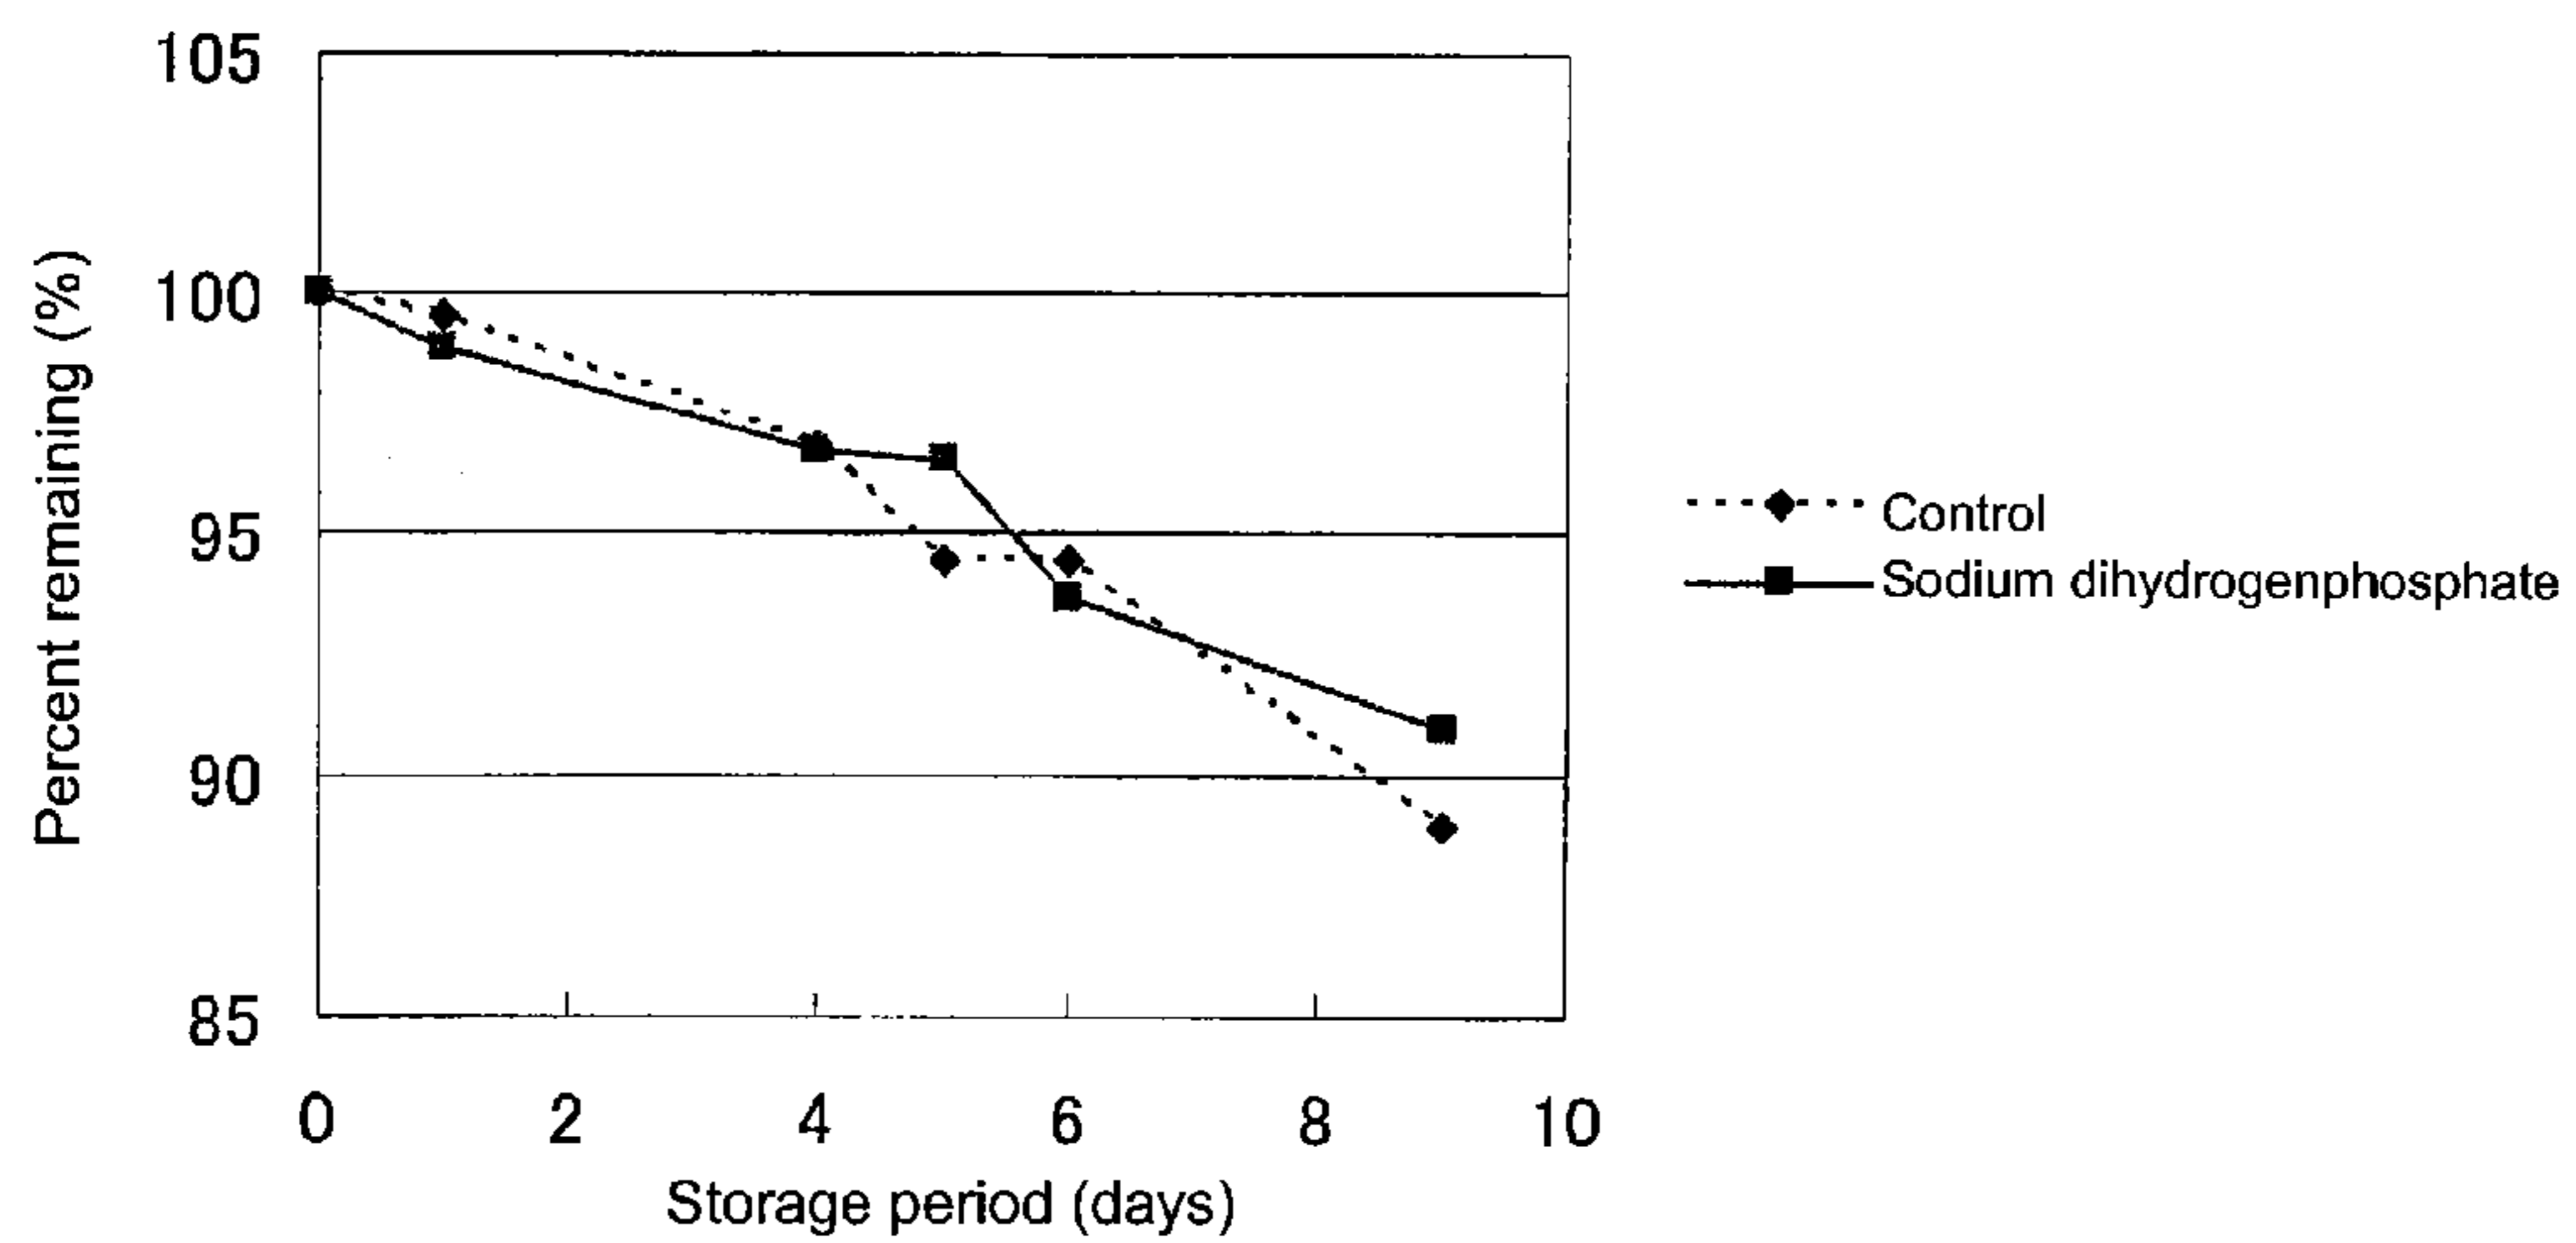 105
100
95
90
85
Percent remaining (%)
0 2 4 6 8 10
Storage period (days)
Control
Sodium dihydrogenphosphate